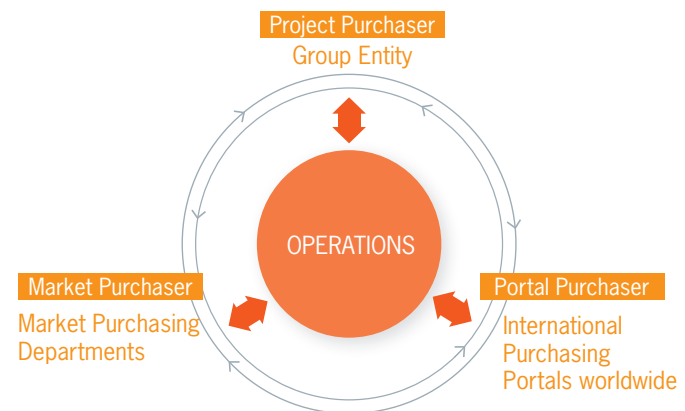 Project Purchaser
Group Entity
OPERATIONS
Market Purchaser
Market Purchasing
Departments
Portal Purchaser
International
Purchasing
Portals worldwide